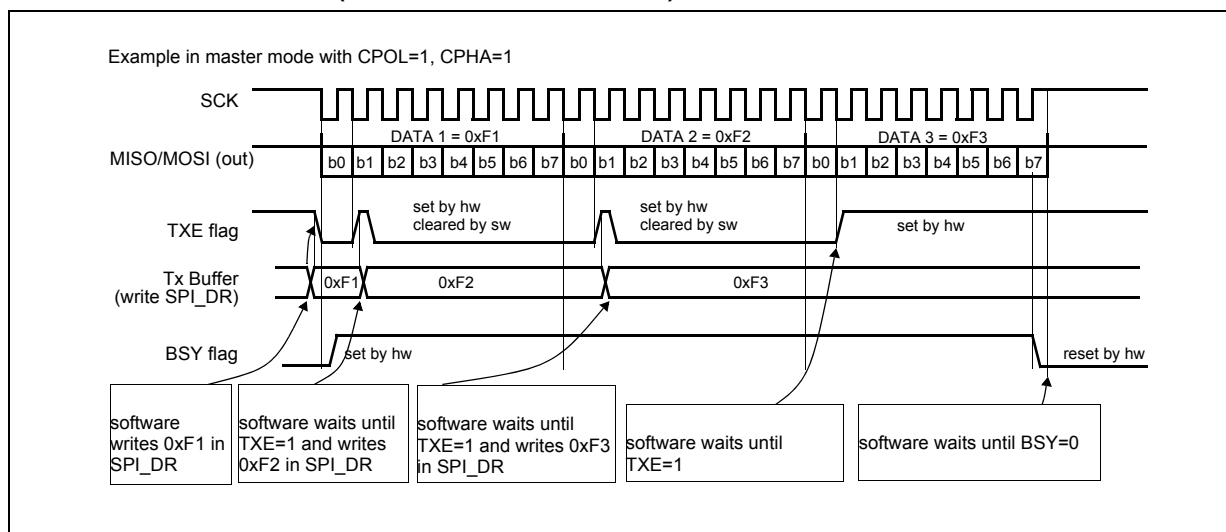 Example in master mode with CPOL=1, CPHA=1
SCK
DATA 1 = 0xF1
DATA 2 = 0xF2
DATA 3 = 0xF3
MISO/MOSI (out)
b0 b1 b2 b3 b4 b5 b6 b7 b0 b1 b2 b3 b4 b5 b6 b7 b0 b1 b2 b3 b4 b5 b6 b7
TXE flag
set by hw
cleared by sw
set by hw
cleared by sw
set by hw
Tx Buffer
(write SPI_DR)
0xF1
0xF2
0xF3
BSY flag
set by hw
reset by hw
software
writes 0xF1 in
SPI_DR
software waits until
TXE=1 and writes
0xF2 in SPI_DR
software waits until
TXE=1 and writes 0xF3
in SPI_DR
software waits until
TXE=1
software waits until BSY=0